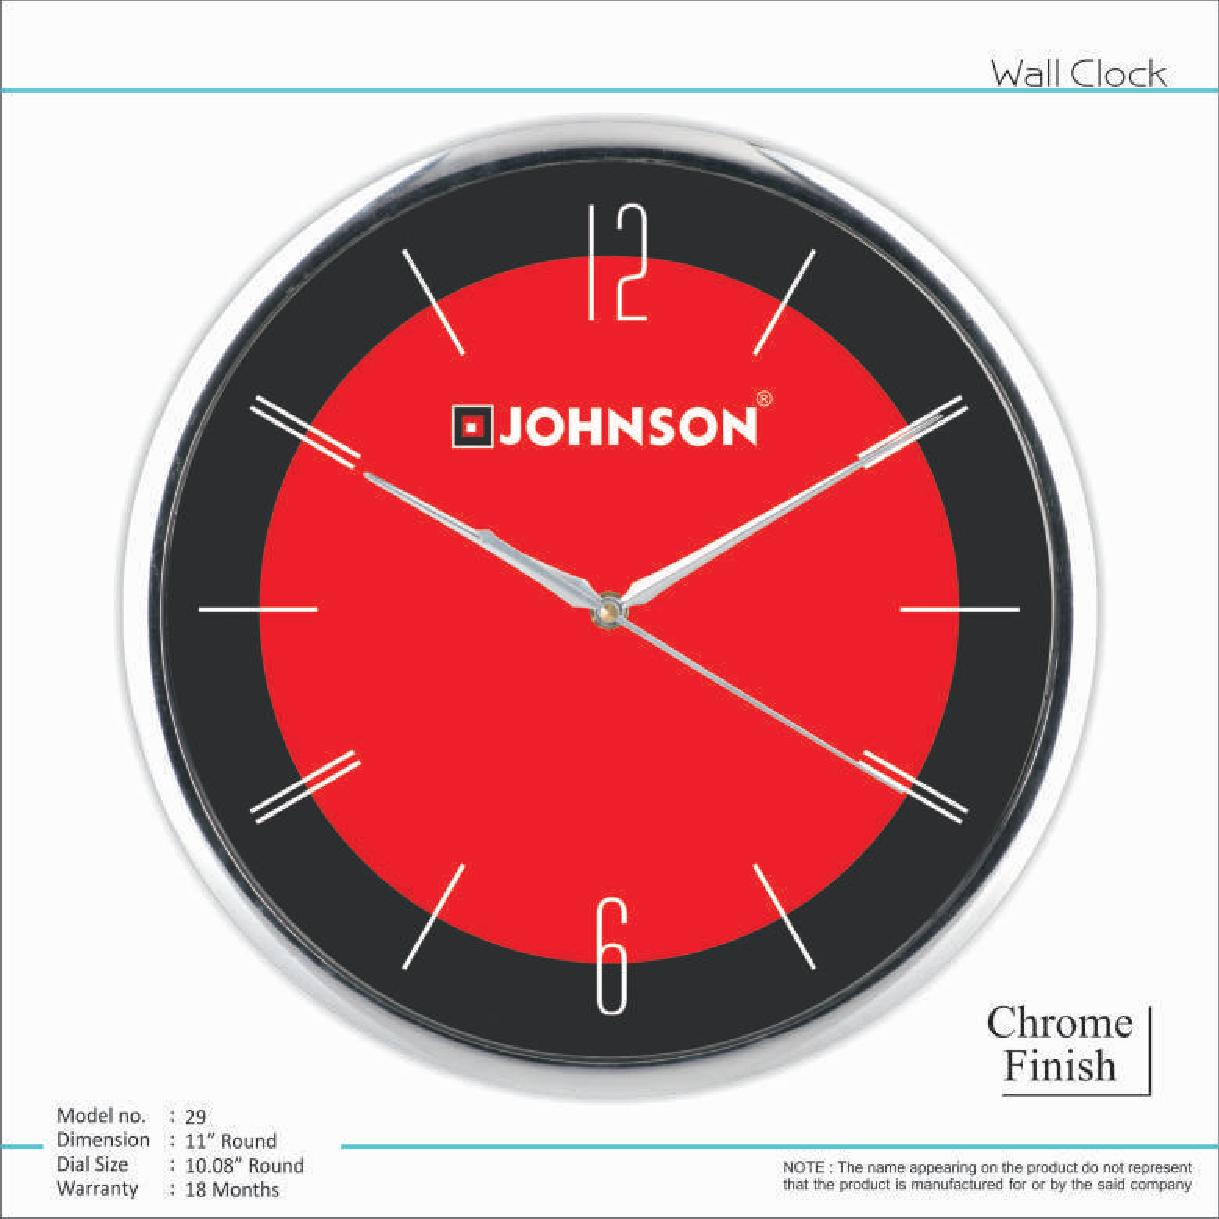 Wall Clock
12
JOHNSON®
6
Chrome
Finish
Model no. : 29
Dimension : 11" Round
Dial Size : 10.08" Round
Warranty : 18 Months
NOTE : The name appearing on the product do not represent
that the product is manufactured for or by the said company